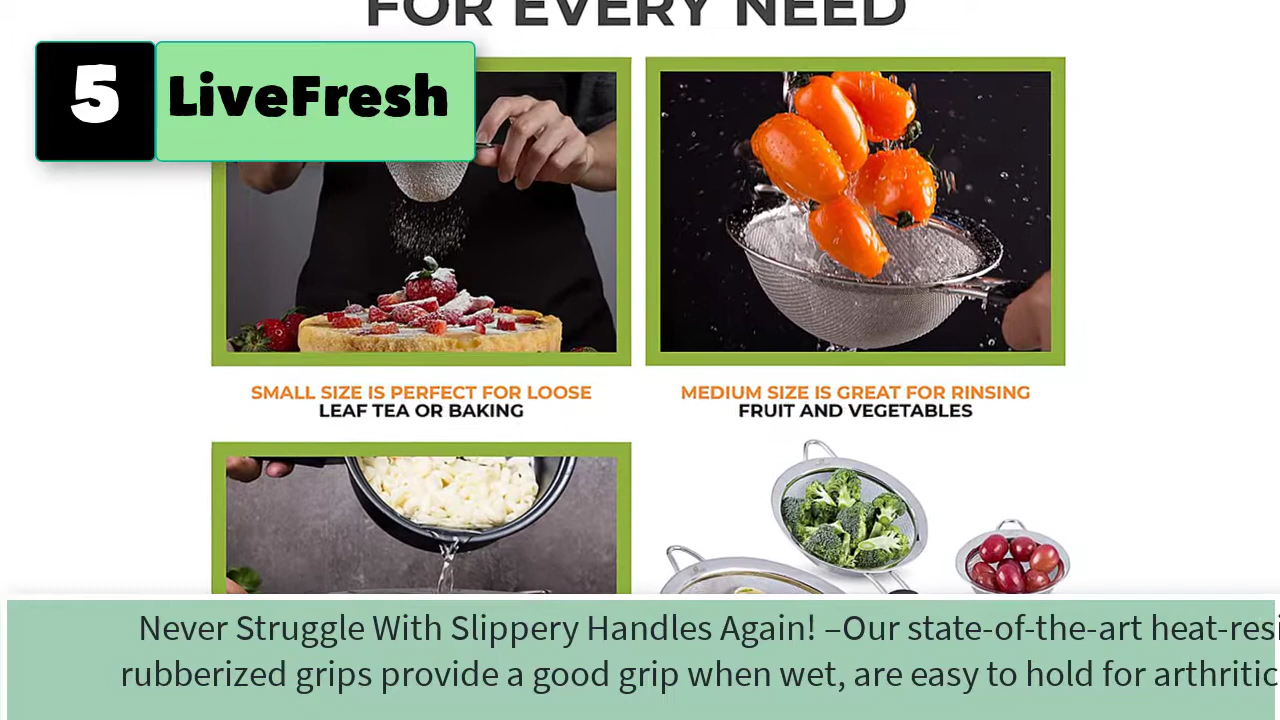 FOR EVERY NEED
5 LiveFresh
SMALL SIZE IS PERFECT FOR LOOSE
LEAF TEA OR BAKING
MEDIUM SIZE IS GREAT FOR RINSING
FRUIT AND VEGETABLES
Never Struggle With Slippery Handles Again! –Our state-of-the-art heat-resi
rubberized grips provide a good grip when wet, are easy to hold for arthritic